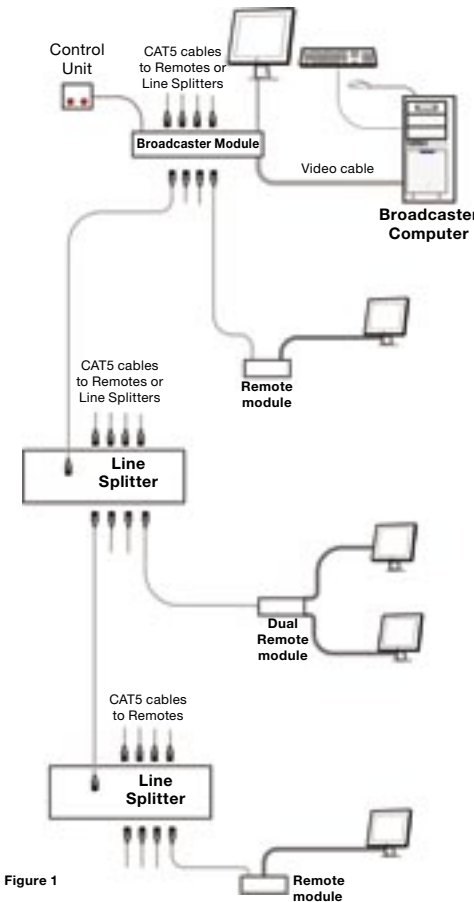 Control
Unit
CAT5 cables
to Remotes or
Line Splitters
Broadcaster Module
Video cable
Broadcaster
Computer
Remote
module
CAT5 cables
to Remotes or
Line Splitters
Line
Splitter
Dual
Remote
module
CAT5 cables
to Remotes
Line
Splitter
Figure 1
Remote
module